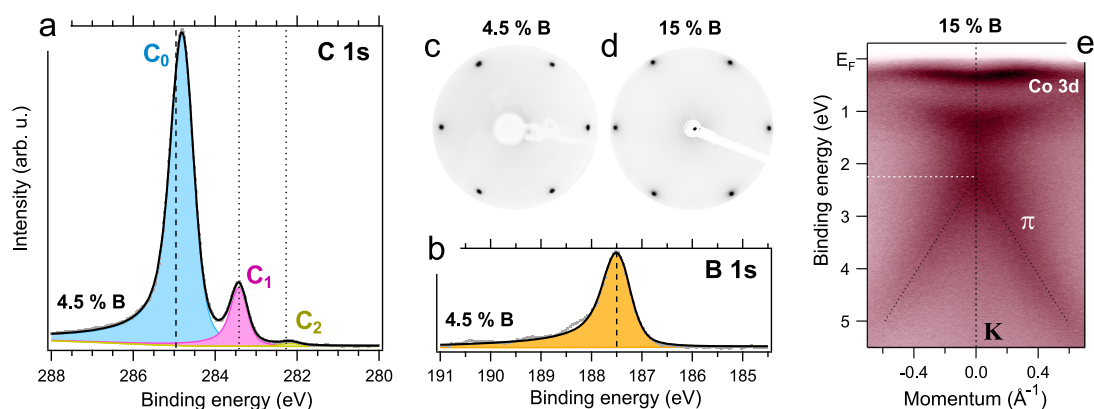 a
C 1s
C0
C1
C2
4.5 % B
Intensity (arb. u.)
288 286 284 282 280
Binding energy (eV)
c
4.5 % B
d
15 % B
b
B 1s
4.5 % B
191 190 189 188 187 186 185
Binding energy (eV)
15 % B
e
EF
Co 3d
1
2
3
4
5
π
K
Binding energy (eV)
-0.4 0.0 0.4
Momentum (Å-1)